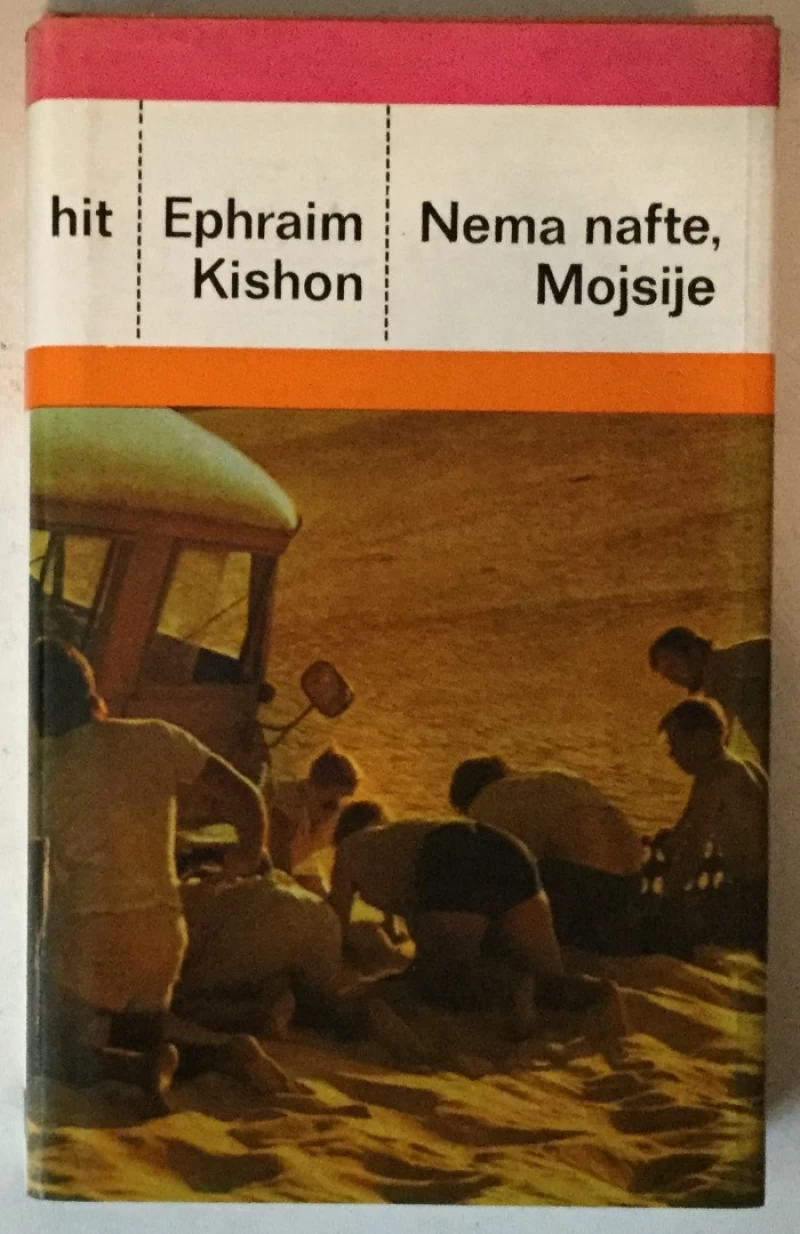 hit
Ephraim
Kishon
Nema nafte,
Mojsije